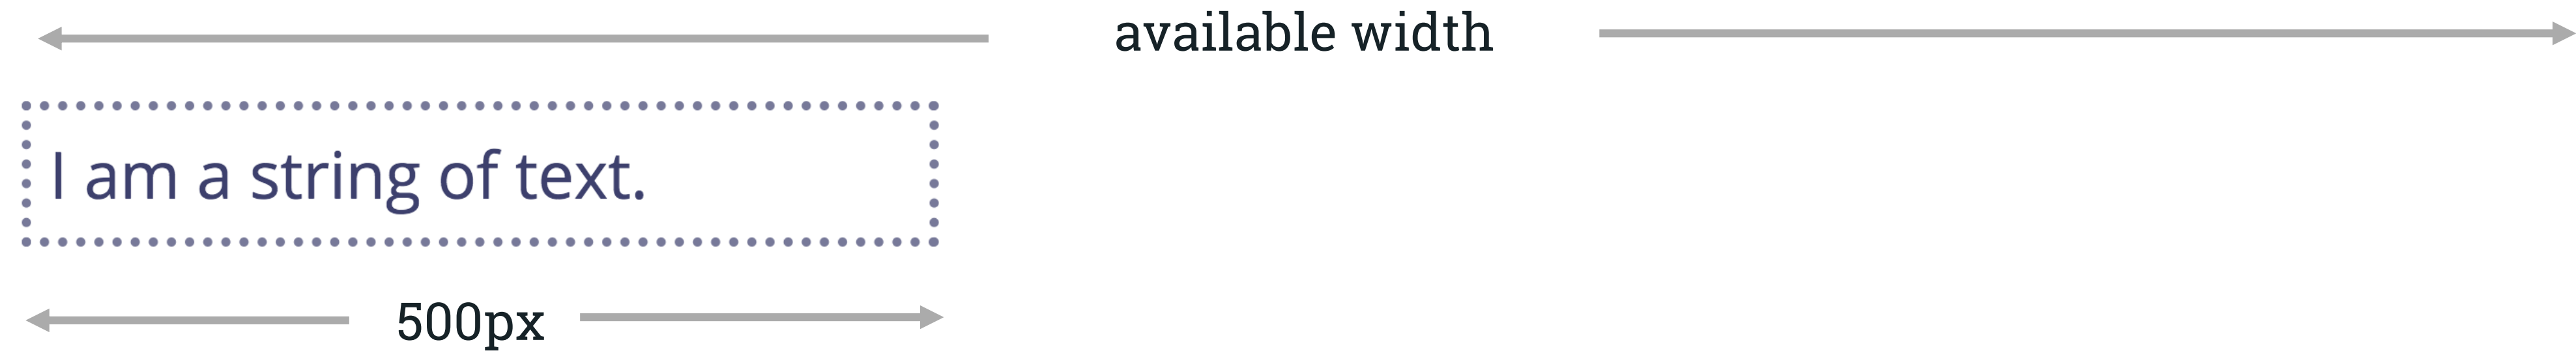 available width
I am a string of text.
500px